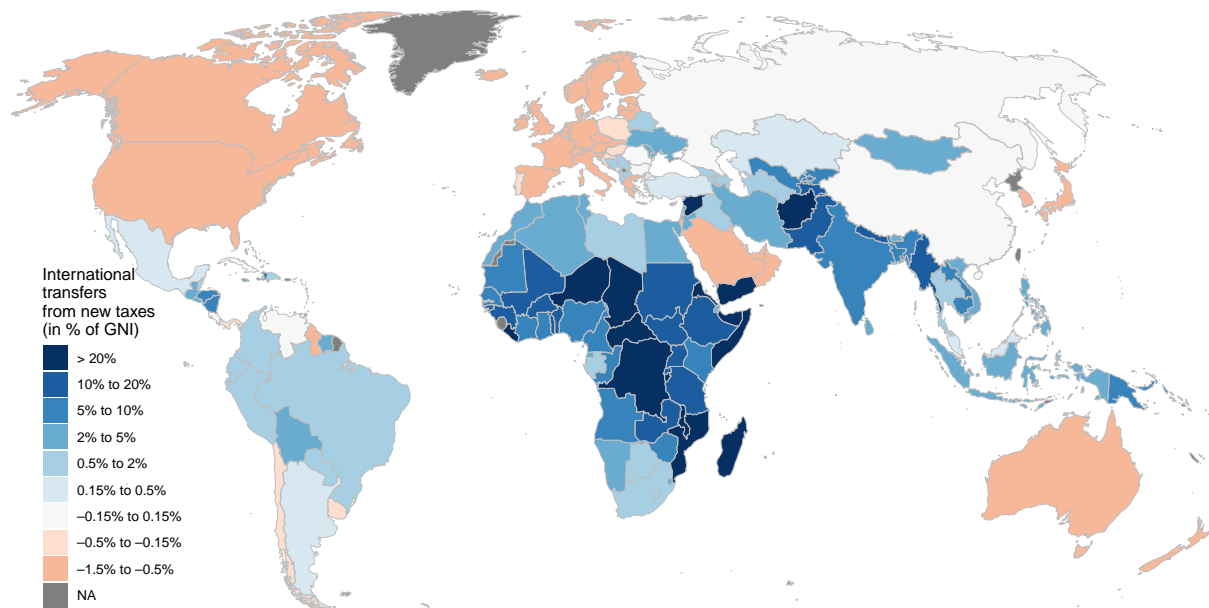 International
transfers
from new taxes
(in % of GNI)
> 20%
10% to 20%
5% to 10%
2% to 5%
0.5% to 2%
0.15% to 0.5%
–0.15% to 0.15%
–0.5% to –0.15%
–1.5% to –0.5%
NA